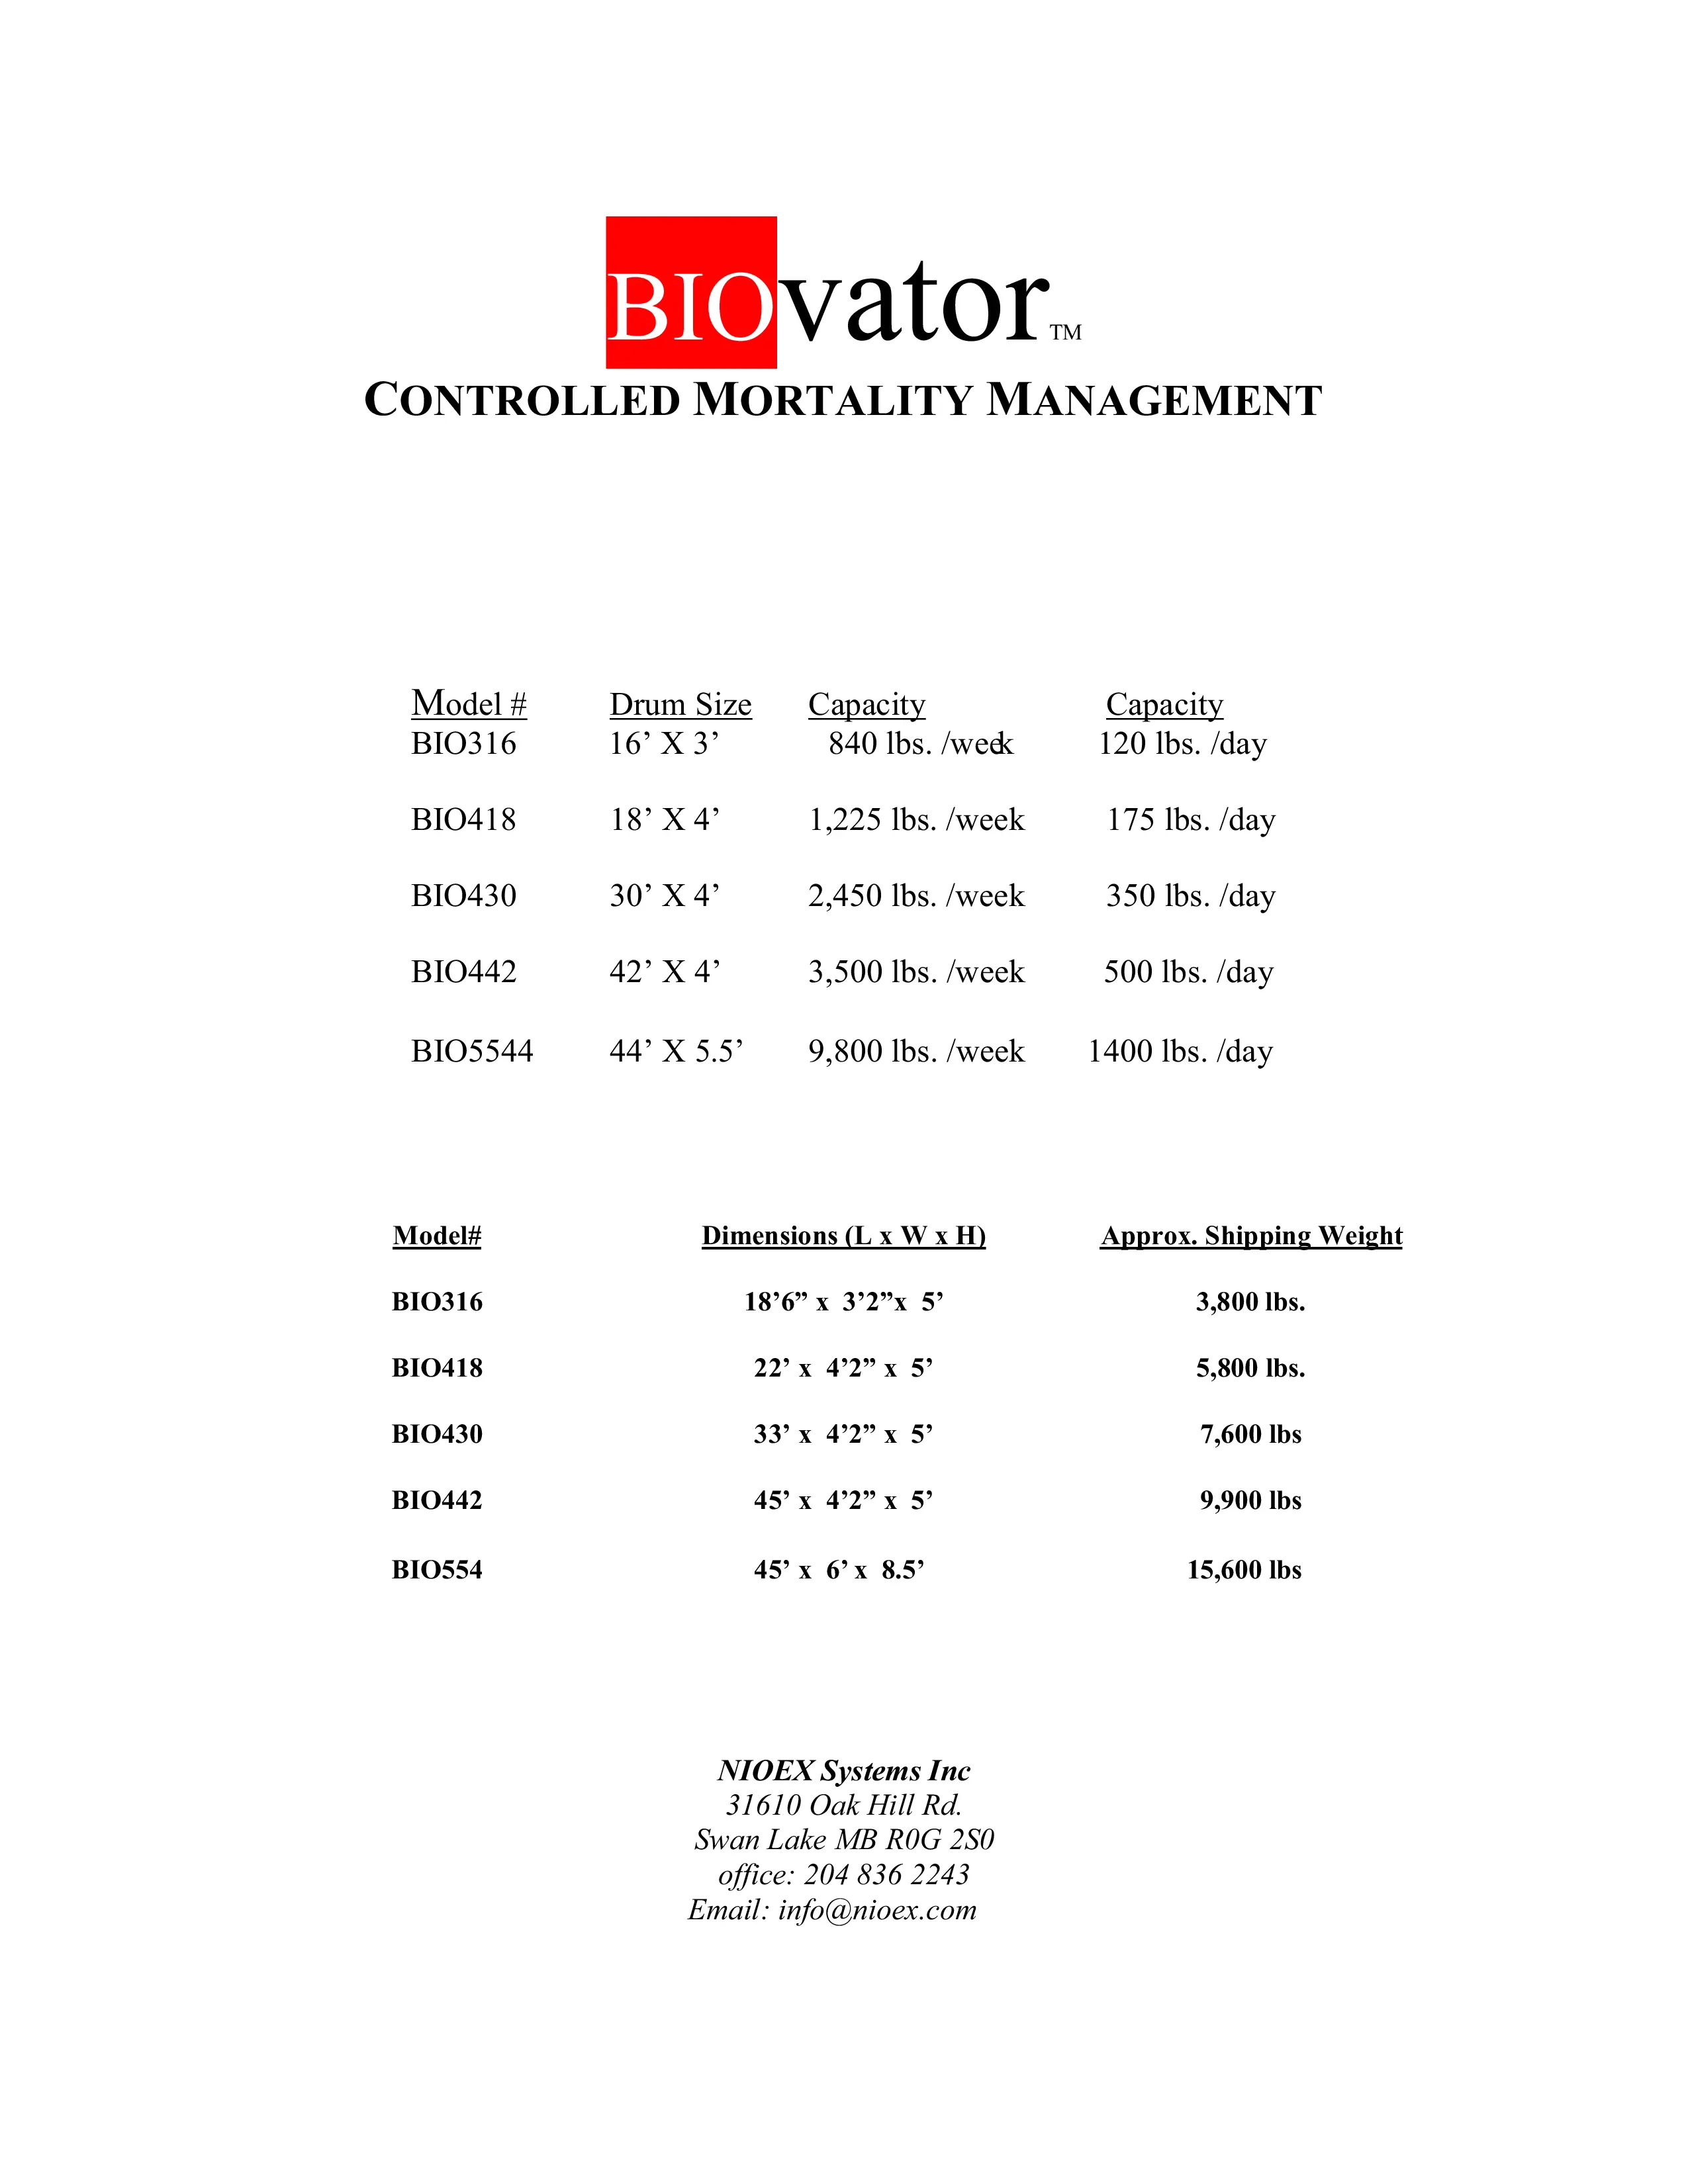 BIOvator™
CONTROLLED MORTALITY MANAGEMENT
Model # Drum Size Capacity Capacity
BIO316 16’ X 3’ 840 lbs. /week 120 lbs. /day
BIO418 18’ X 4’ 1,225 lbs. /week 175 lbs. /day
BIO430 30’ X 4’ 2,450 lbs. /week 350 lbs. /day
BIO442 42’ X 4’ 3,500 lbs. /week 500 lbs. /day
BIO5544 44’ X 5.5’ 9,800 lbs. /week 1400 lbs. /day
Model# Dimensions (L x W x H) Approx. Shipping Weight
BIO316 18’6” x 3’2”x 5’ 3,800 lbs.
BIO418 22’ x 4’2” x 5’ 5,800 lbs.
BIO430 33’ x 4’2” x 5’ 7,600 lbs
BIO442 45’ x 4’2” x 5’ 9,900 lbs
BIO554 45’ x 6’ x 8.5’ 15,600 lbs
NIOEX Systems Inc
31610 Oak Hill Rd.
Swan Lake MB R0G 2S0
office: 204 836 2243
Email: info@nioex.com